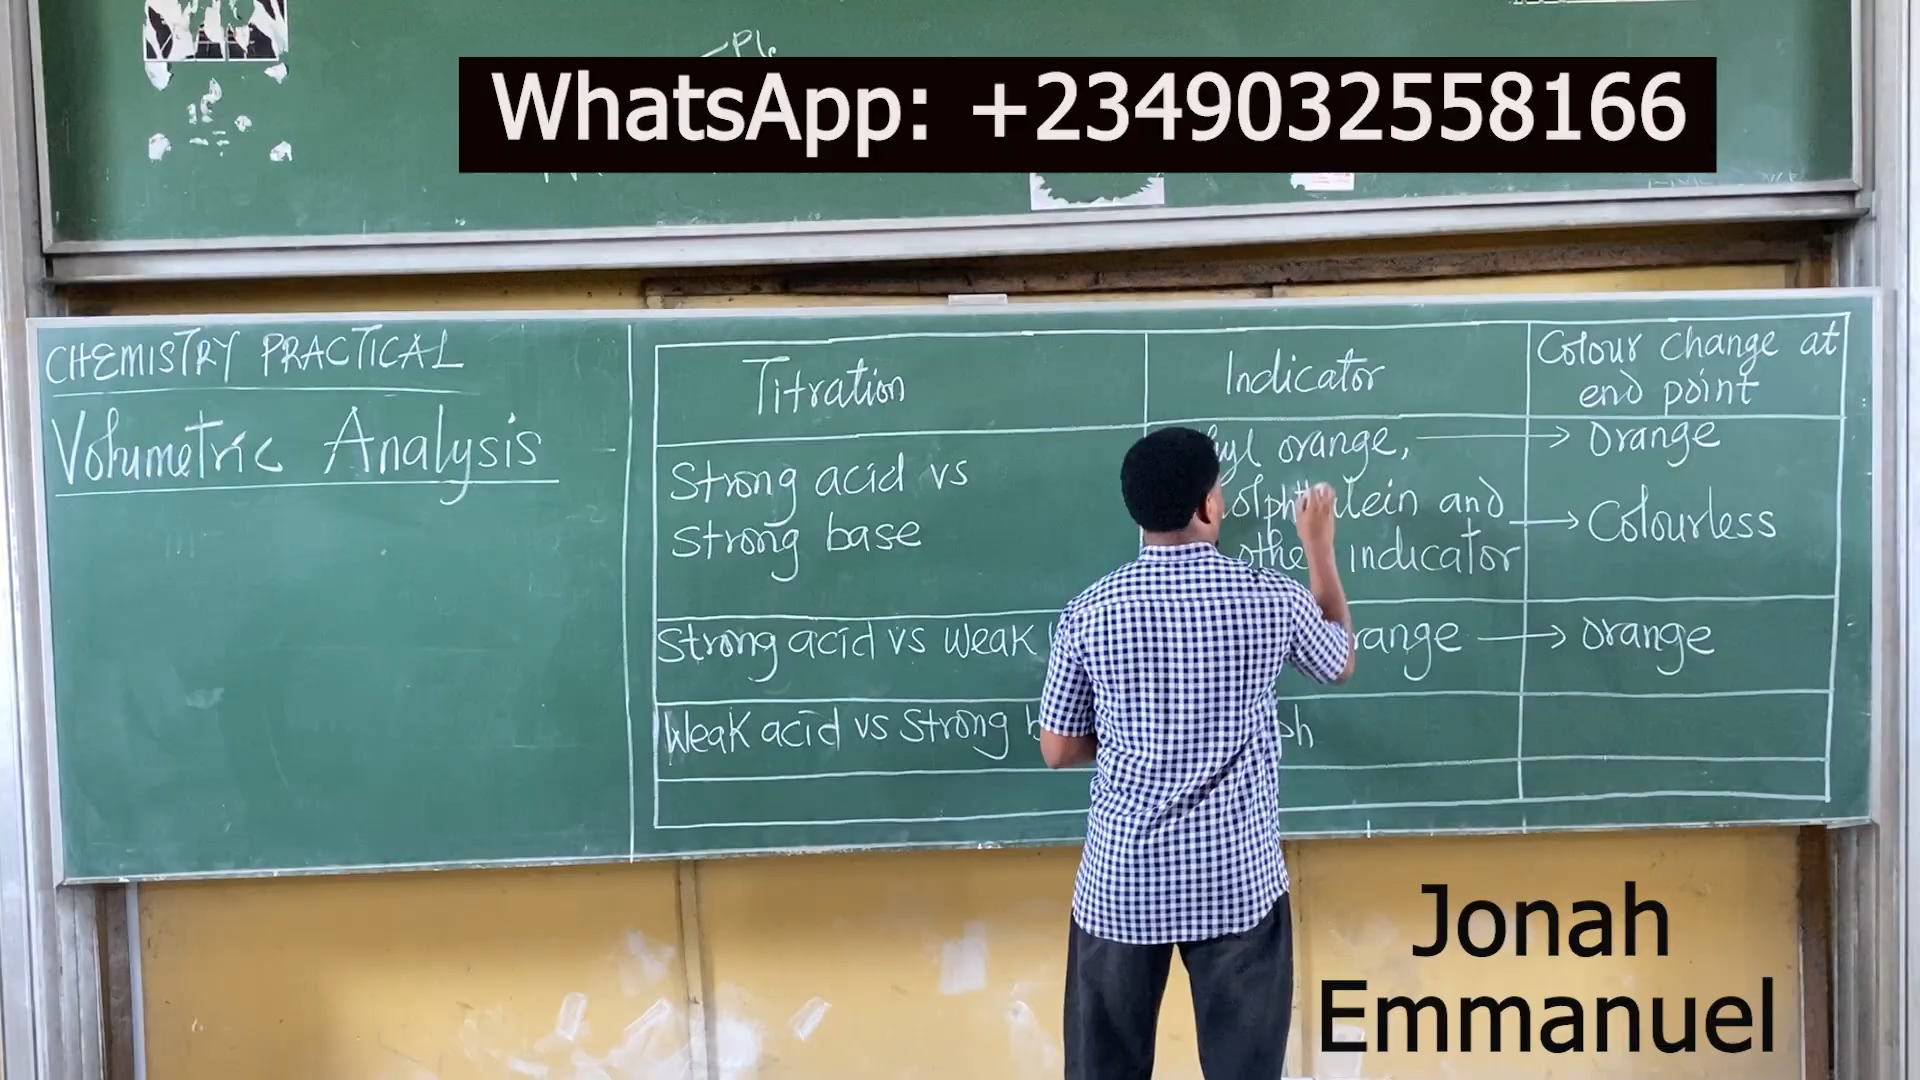 WhatsApp: +2349032558166
CHEMISTRY PRACTICAL
Volumetric Analysis
Titration
Indicator
Colour change at
end point
Strong acid vs
Strong base
orange,
and
indicator
Orange
Colourless
Strong acid vs weak
orange
Weak acid vs Strong
Jonah
Emmanuel